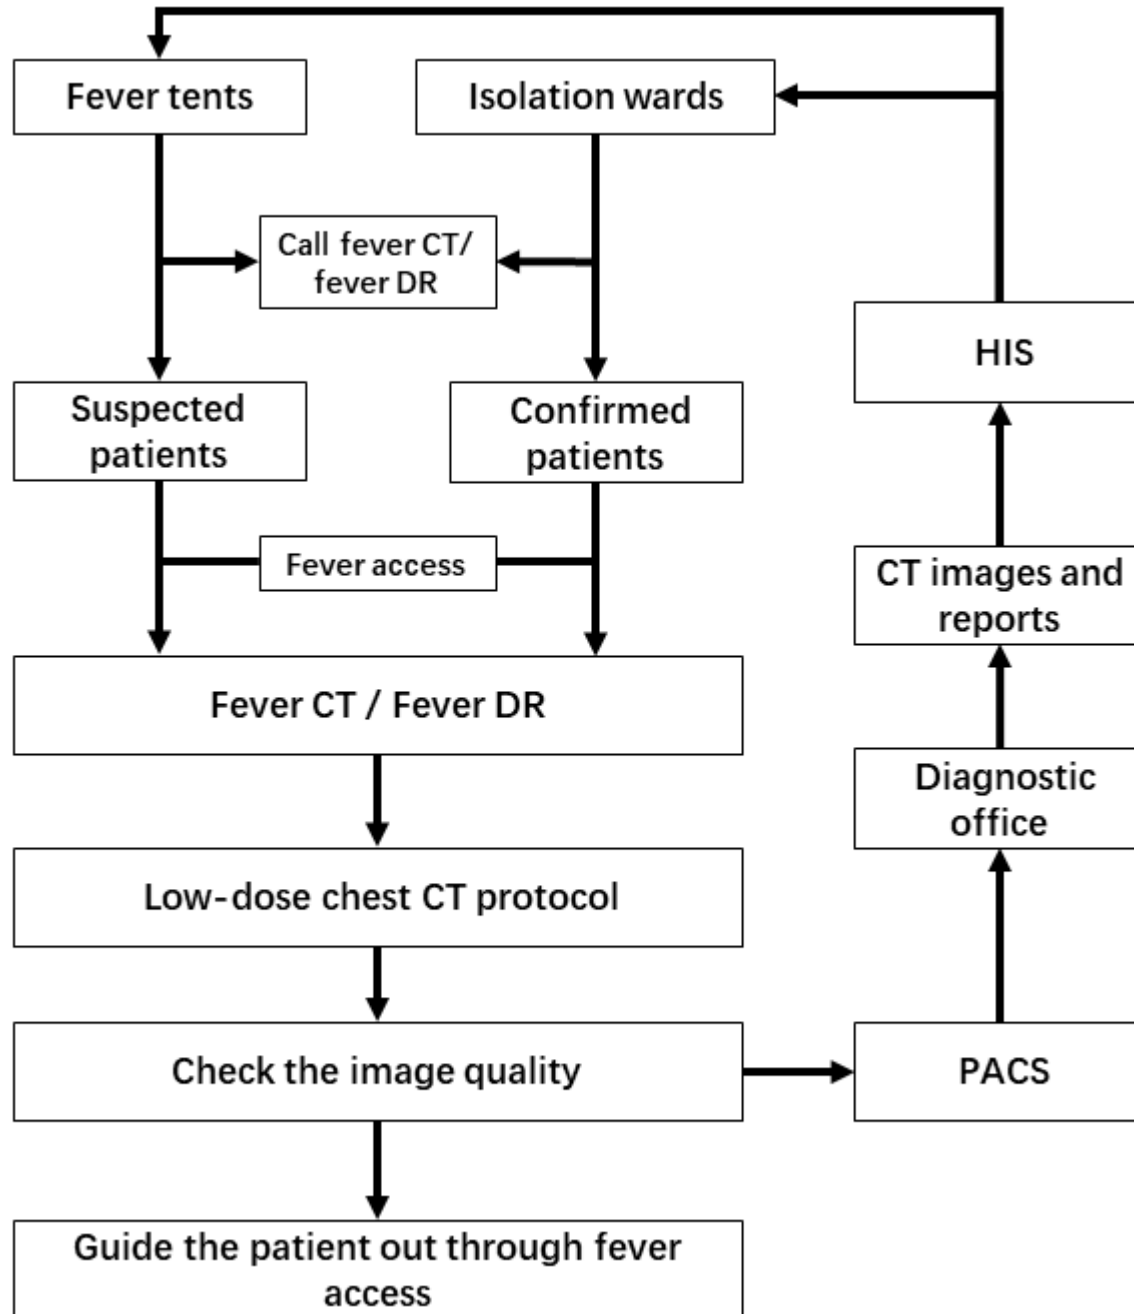 Fever tents
Isolation wards
Call fever CT/
fever DR
HIS
Suspected
patients
Confirmed
patients
Fever access
CT images and
reports
Fever CT / Fever DR
Diagnostic
office
Low-dose chest CT protocol
Check the image quality
PACS
Guide the patient out through fever
access